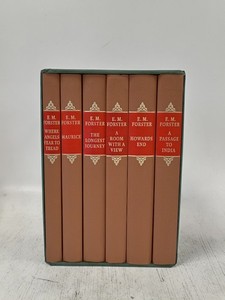 E. M.
FORSTER
WHERE
ANGELS
FEAR TO
TREAD
E. M.
FORSTER
MAURICE
E. M.
FORSTER
THE
LONGEST
JOURNEY
E. M.
FORSTER
A
ROOM
WITH A
VIEW
E. M.
FORSTER
HOWARDS
END
E. M.
FORSTER
A
PASSAGE
TO
INDIA